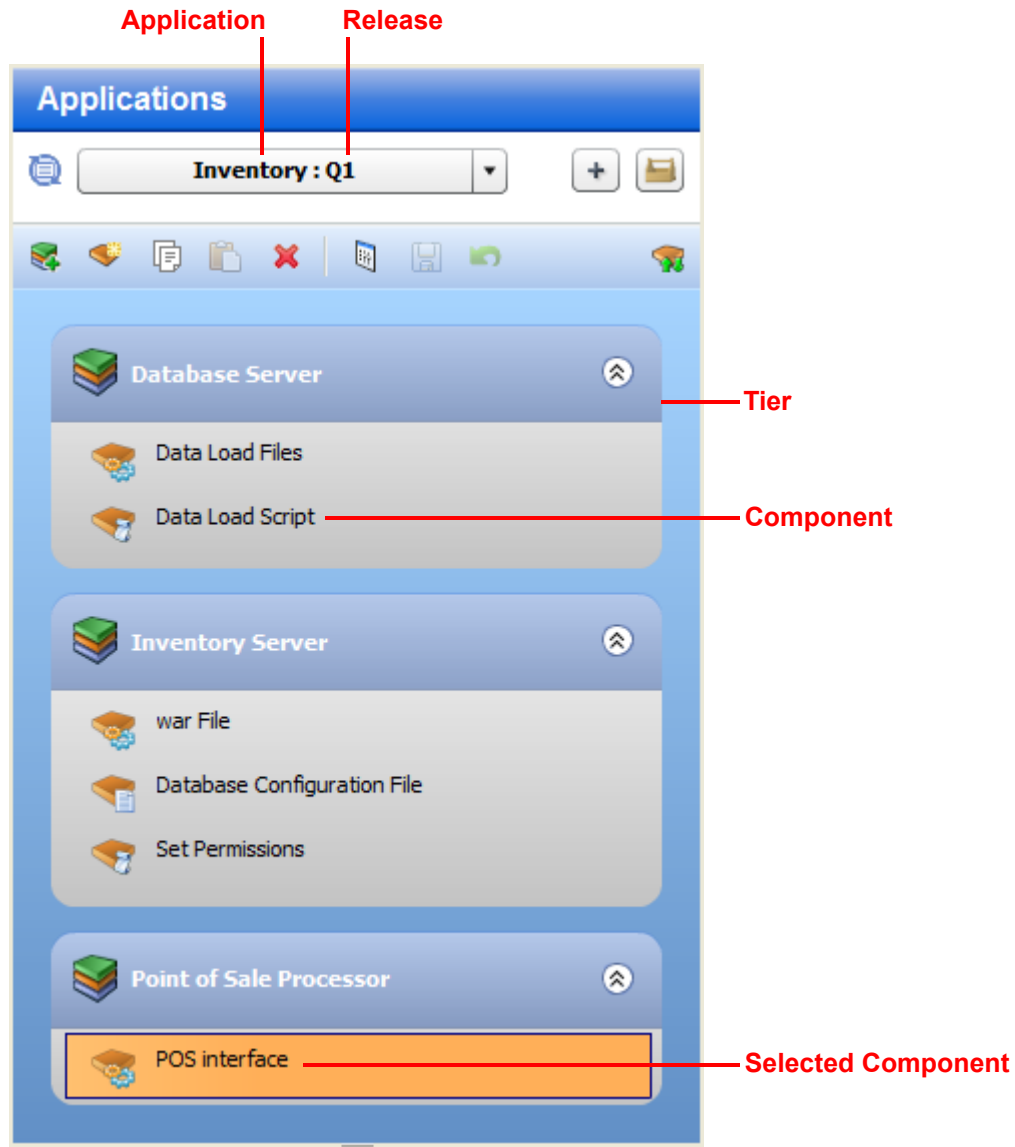 Application Release
Applications
Inventory : Q1
Database Server
Tier
Data Load Files
Data Load Script
Component
Inventory Server
war File
Database Configuration File
Set Permissions
Point of Sale Processor
POS interface
Selected Component